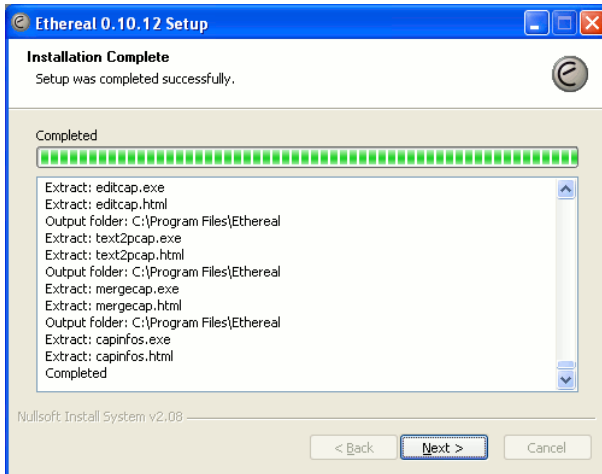 Ethereal 0.10.12 Setup
Installation Complete
Setup was completed successfully.
Completed
Extract: editcap.exe
Extract: editcap.html
Output folder: C:\Program Files\Ethereal
Extract: text2pcap.exe
Extract: text2pcap.html
Output folder: C:\Program Files\Ethereal
Extract: mergecap.exe
Extract: mergecap.html
Output folder: C:\Program Files\Ethereal
Extract: capinfos.exe
Extract: capinfos.html
Completed
Nullsoft Install System v2.08
< Back Next > Cancel